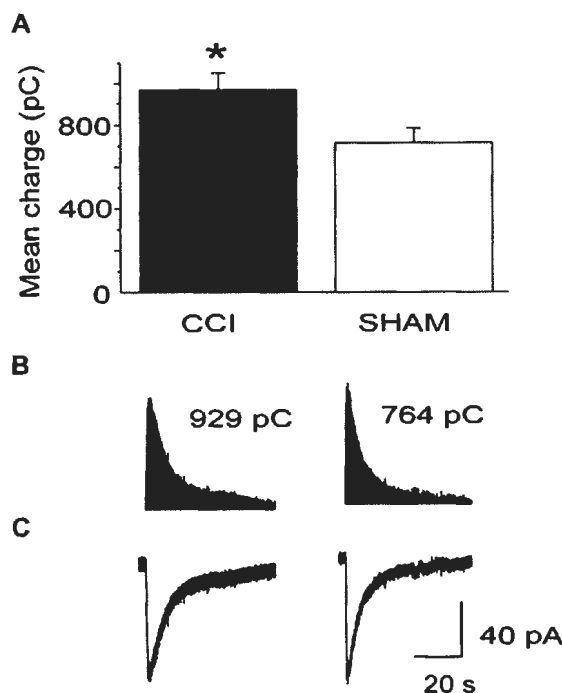 A
Mean charge (pC)
*
800
400
0
CCI SHAM
B
929 pC 764 pC
C
40 pA
20 s